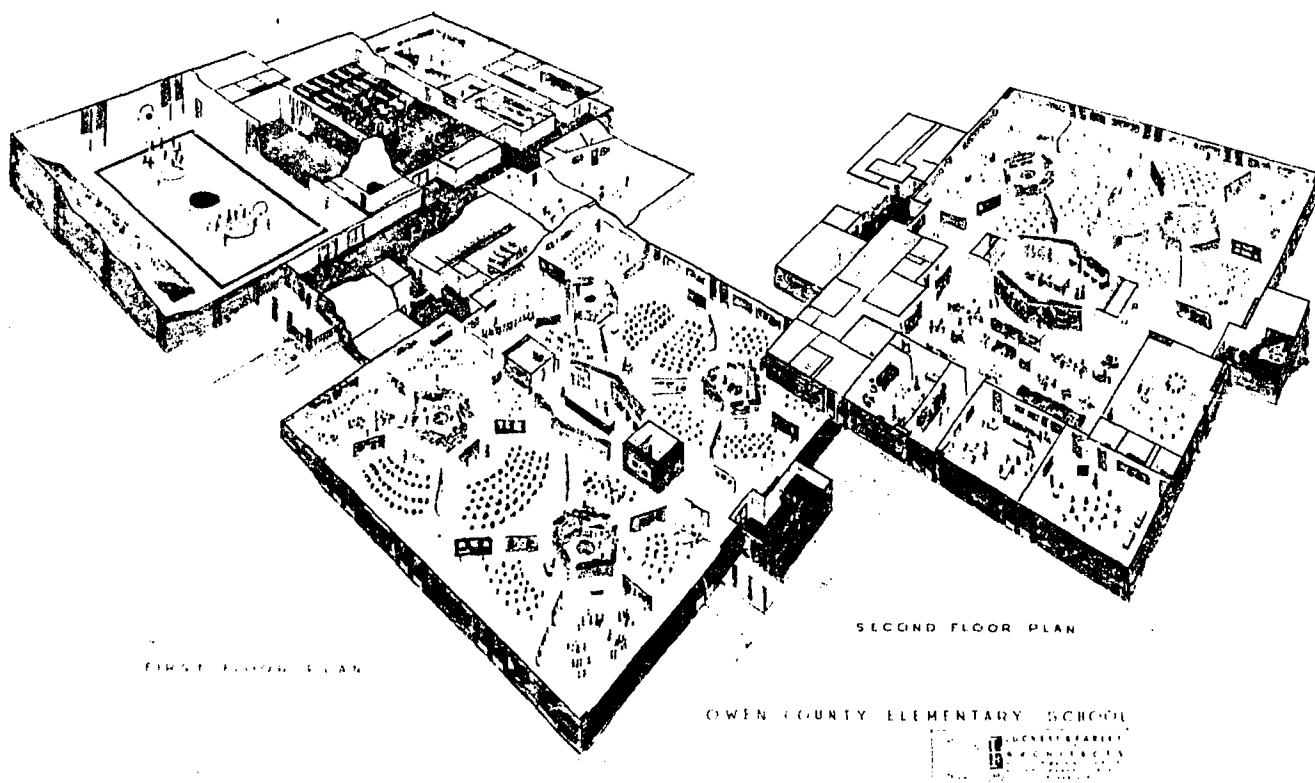 FIRST FLOOR PLAN
SECOND FLOOR PLAN
OWEN COUNTY ELEMENTARY SCHOOL
ARCHITECTS